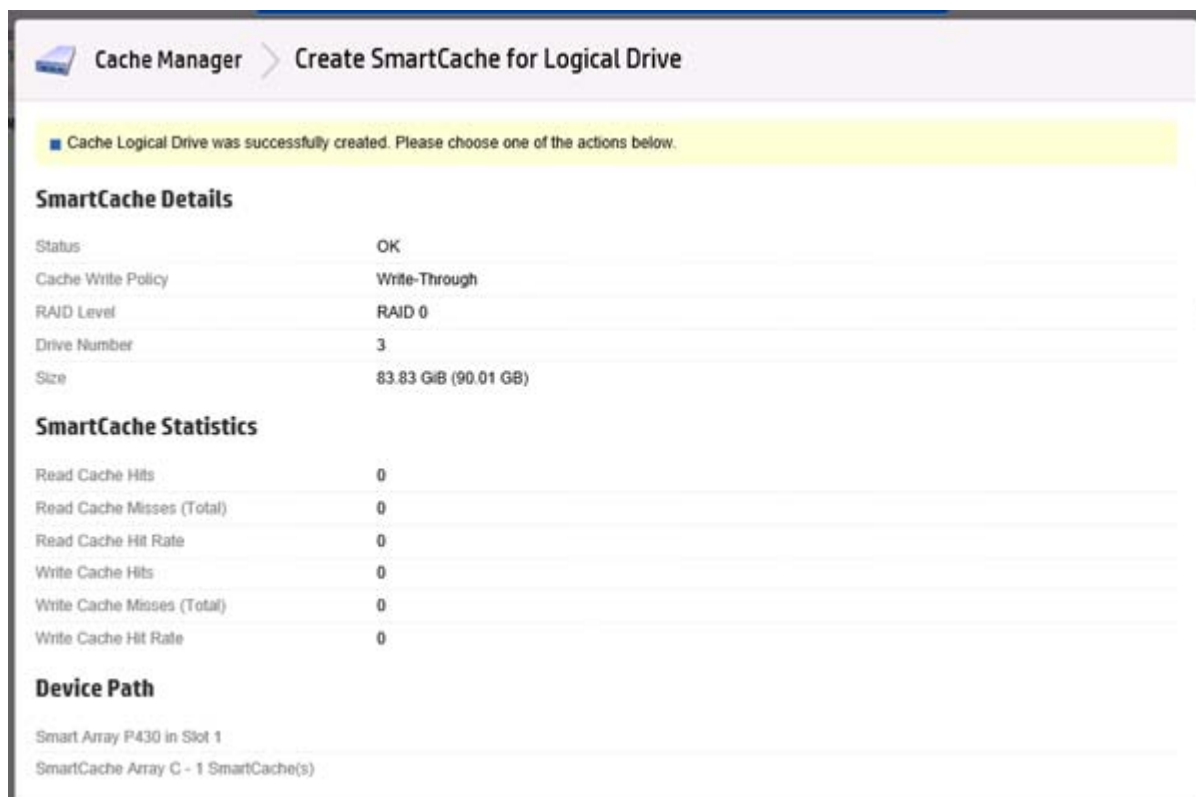 Cache Manager Create SmartCache for Logical Drive
Cache Logical Drive was successfully created. Please choose one of the actions below.
SmartCache Details
Status OK
Cache Write Policy Write-Through
RAID Level RAID 0
Drive Number 3
Size 83.83 GiB (90.01 GB)
SmartCache Statistics
Read Cache Hits 0
Read Cache Misses (Total) 0
Read Cache Hit Rate 0
Write Cache Hits 0
Write Cache Misses (Total) 0
Write Cache Hit Rate 0
Device Path
Smart Array P430 in Slot 1
SmartCache Array C - 1 SmartCache(s)